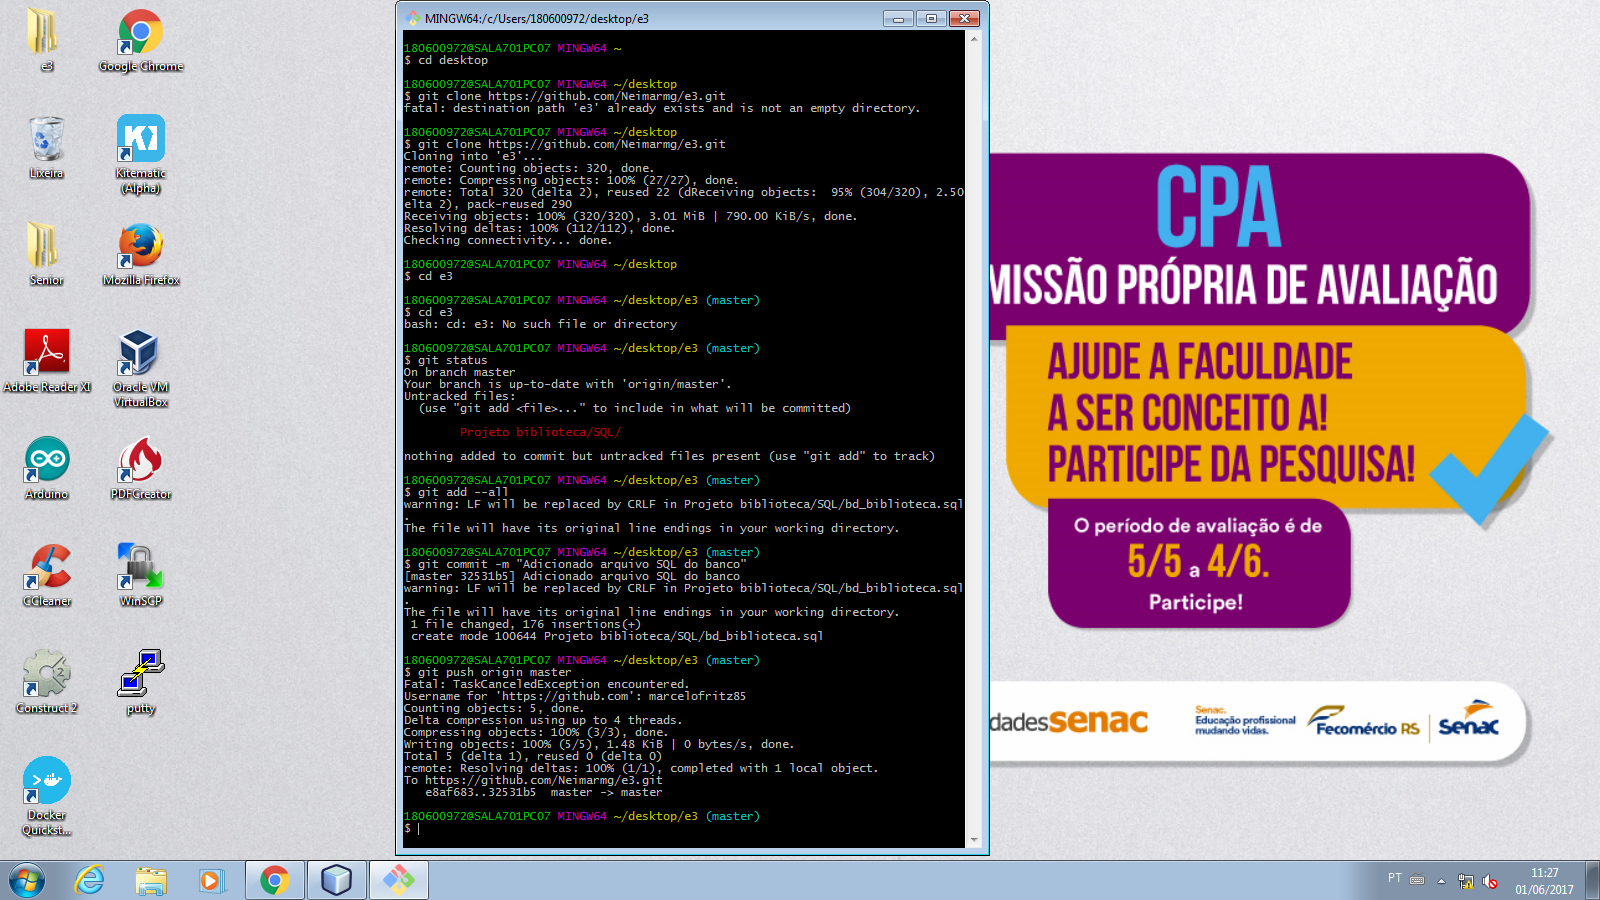 e3
Google Chrome
Lixeira
Kitematic
(Alpha)
Senior
Mozilla Firefox
Adobe Reader XI
Oracle VM
VirtualBox
Arduino
PDFCreator
CCleaner
WinSCP
Construct 2
putty
Docker
Quickst...
MINGW64:/c/Users/180600972/desktop/e3
180600972@SALA701PC07 MINGW64 ~
$ cd desktop
180600972@SALA701PC07 MINGW64 ~/desktop
$ git clone https://github.com/Neimarmg/e3.git
fatal: destination path 'e3' already exists and is not an empty directory.
180600972@SALA701PC07 MINGW64 ~/desktop
$ git clone https://github.com/Neimarmg/e3.git
Cloning into 'e3'...
remote: Counting objects: 320, done.
remote: Compressing objects: 100% (27/27), done.
remote: Total 320 (delta 2), reused 22 (dReceiving objects:  95% (304/320), 2.50
elta 2), pack-reused 290
Receiving objects: 100% (320/320), 3.01 MiB | 790.00 KiB/s, done.
Resolving deltas: 100% (112/112), done.
Checking connectivity... done.
180600972@SALA701PC07 MINGW64 ~/desktop
$ cd e3
180600972@SALA701PC07 MINGW64 ~/desktop/e3 (master)
$ cd e3
bash: cd: e3: No such file or directory
180600972@SALA701PC07 MINGW64 ~/desktop/e3 (master)
$ git status
On branch master
Your branch is up-to-date with 'origin/master'.
Untracked files:
  (use "git add <file>..." to include in what will be committed)
        Projeto biblioteca/SQL/
nothing added to commit but untracked files present (use "git add" to track)
180600972@SALA701PC07 MINGW64 ~/desktop/e3 (master)
$ git add --all
warning: LF will be replaced by CRLF in Projeto biblioteca/SQL/bd_biblioteca.sql
.
The file will have its original line endings in your working directory.
180600972@SALA701PC07 MINGW64 ~/desktop/e3 (master)
$ git commit -m "Adicionado arquivo SQL do banco"
[master 32531b5] Adicionado arquivo SQL do banco
warning: LF will be replaced by CRLF in Projeto biblioteca/SQL/bd_biblioteca.sql
.
The file will have its original line endings in your working directory.
 1 file changed, 176 insertions(+)
 create mode 100644 Projeto biblioteca/SQL/bd_biblioteca.sql
180600972@SALA701PC07 MINGW64 ~/desktop/e3 (master)
$ git push origin master
Fatal: TaskCanceledException encountered.
Username for 'https://github.com': marcelofritz85
Counting objects: 5, done.
Delta compression using up to 4 threads.
Compressing objects: 100% (3/3), done.
Writing objects: 100% (5/5), 1.48 KiB | 0 bytes/s, done.
Total 5 (delta 1), reused 0 (delta 0)
remote: Resolving deltas: 100% (1/1), completed with 1 local object.
To https://github.com/Neimarmg/e3.git
   e8af683..32531b5  master -> master
180600972@SALA701PC07 MINGW64 ~/desktop/e3 (master)
$
CPA
MISSÃO PRÓPRIA DE AVALIAÇÃO
AJUDE A FACULDADE
A SER CONCEITO A!
PARTICIPE DA PESQUISA!
O período de avaliação é de
5/5 a 4/6.
Participe!
dadessenac
Senac.
Educação profissional
mudando vidas.
Fecomércio RS
Senac
PT
11:27
01/06/2017